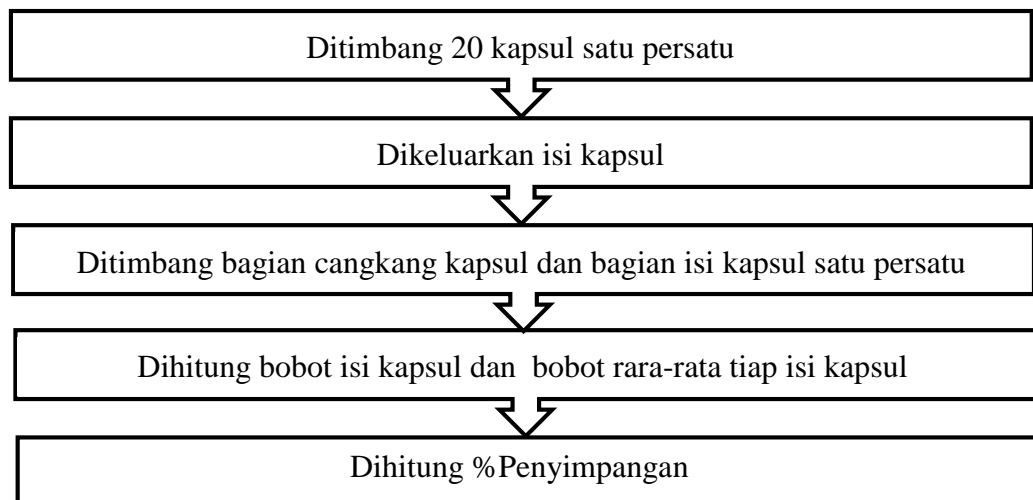 Ditimbang 20 kapsul satu persatu
Dikeluarkan isi kapsul
Ditimbang bagian cangkang kapsul dan bagian isi kapsul satu persatu
Dihitung bobot isi kapsul dan  bobot rara-rata tiap isi kapsul
Dihitung %Penyimpangan